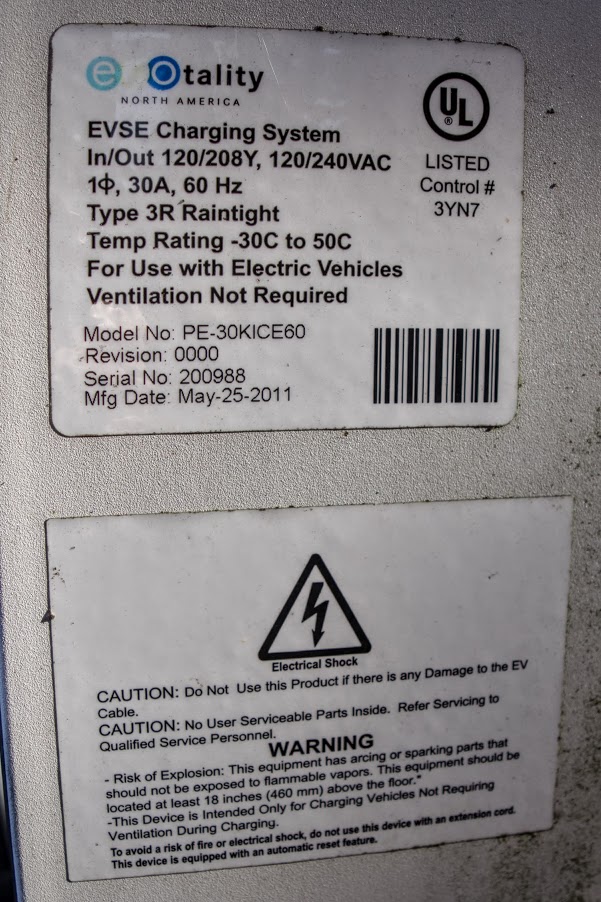 e Otality
NORTH AMERICA
EVSE Charging System
In/Out 120/208Y, 120/240VAC
1Φ, 30A, 60 Hz
Type 3R Raintight
Temp Rating -30C to 50C
For Use with Electric Vehicles
Ventilation Not Required
UL ®
LISTED
Control #
3YN7
Model No: PE-30KICE60
Revision: 0000
Serial No: 200988
Mfg Date: May-25-2011
Electrical Shock
CAUTION: Do Not Use this Product if there is any Damage to the EV
Cable.
CAUTION: No User Serviceable Parts Inside. Refer Servicing to
Qualified Service Personnel.
WARNING
- Risk of Explosion: This equipment has arcing or sparking parts that
should not be exposed to flammable vapors. This equipment should be
located at least 18 inches (460 mm) above the floor."
-This Device is Intended Only for Charging Vehicles Not Requiring
Ventilation During Charging.
To avoid a risk of fire or electrical shock, do not use this device with an extension cord.
This device is equipped with an automatic reset feature.